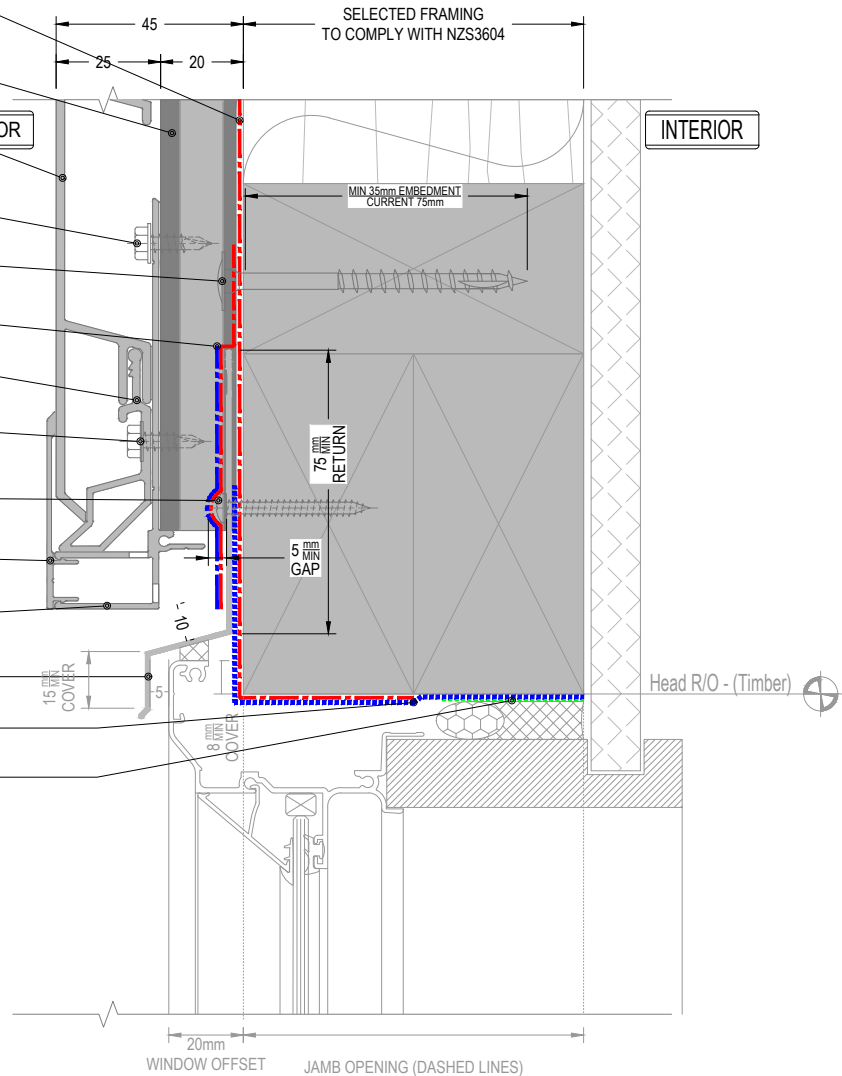 SELECTED FRAMING
TO COMPLY WITH NZS3604
45
25
20
OR
INTERIOR
MIN 35mm EMBEDMENT
CURRENT 75mm
75 mm MIN
RETURN
5 mm MIN
GAP
10
15 mm MIN
COVER
5
8 mm MIN
COVER
Head R/O - (Timber)
20mm
WINDOW OFFSET
JAMB OPENING (DASHED LINES)